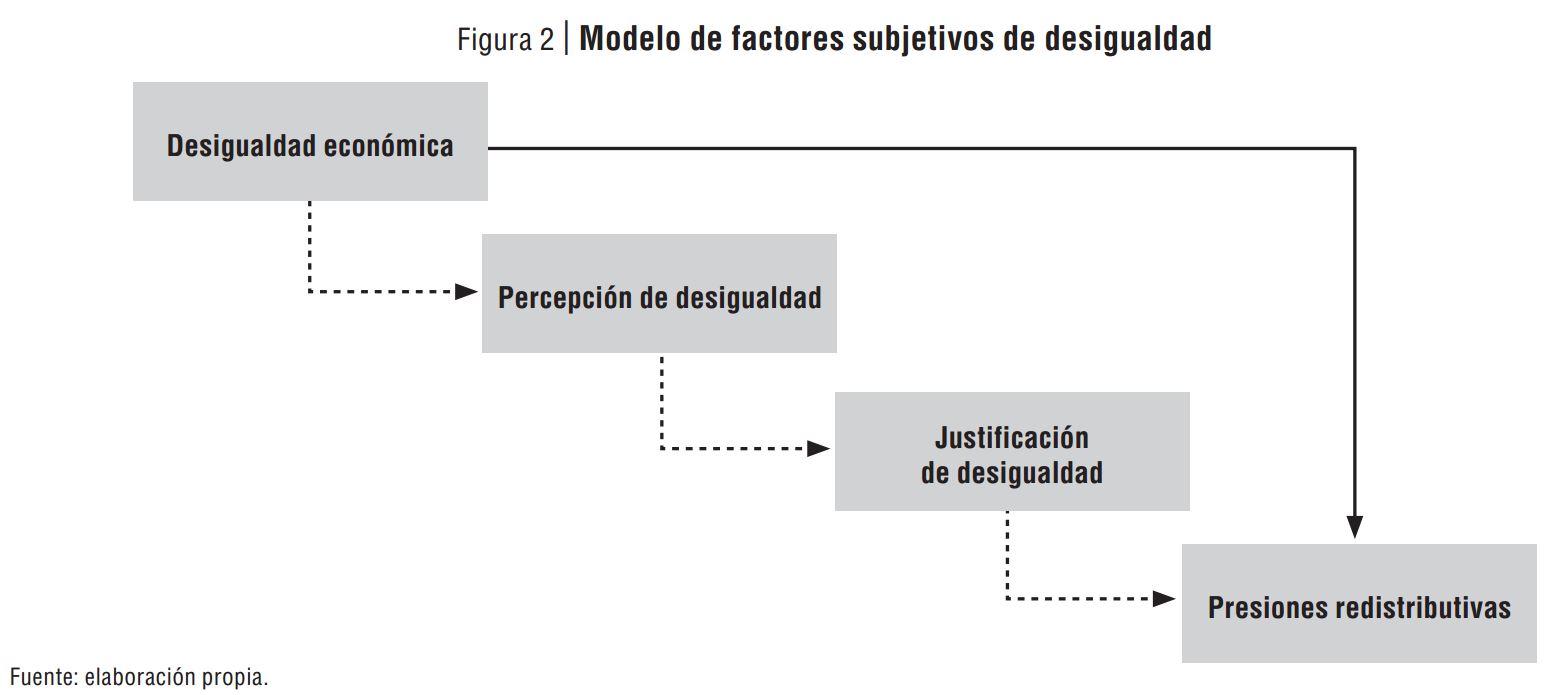 Figura 2 | Modelo de factores subjetivos de desigualdad
Desigualdad económica
Percepción de desigualdad
Justificación
de desigualdad
Presiones redistributivas
Fuente: elaboración propia.